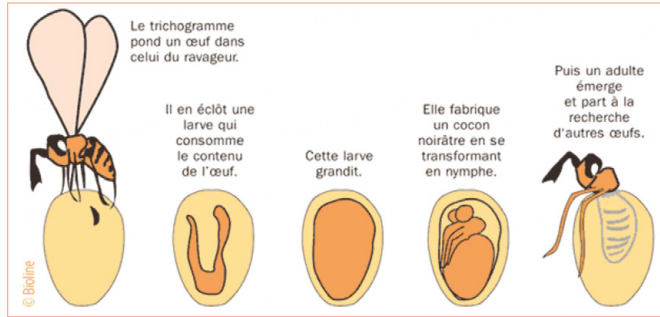 Le trichogramme
pond un œuf dans
celui du ravageur.
Il en éclôt une
larve qui
consomme
le contenu
de l'œuf.
Cette larve
grandit.
Elle fabrique
un cocon
noirâtre en se
transformant
en nymphe.
Puis un adulte
émerge
et part à la
recherche
d'autres œufs.
© Bioline